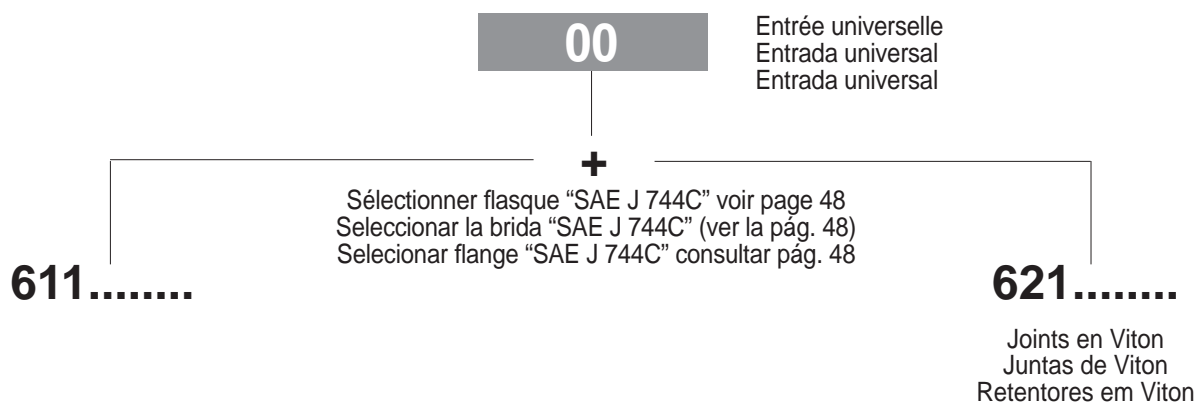 00
Entrée universelle
Entrada universal
Entrada universal
+
Sélectionner flasque “SAE J 744C” voir page 48
Seleccionar la brida “SAE J 744C” (ver la pág. 48)
Selecionar flange “SAE J 744C” consultar pág. 48
611........
621........
Joints en Viton
Juntas de Viton
Retentores em Viton